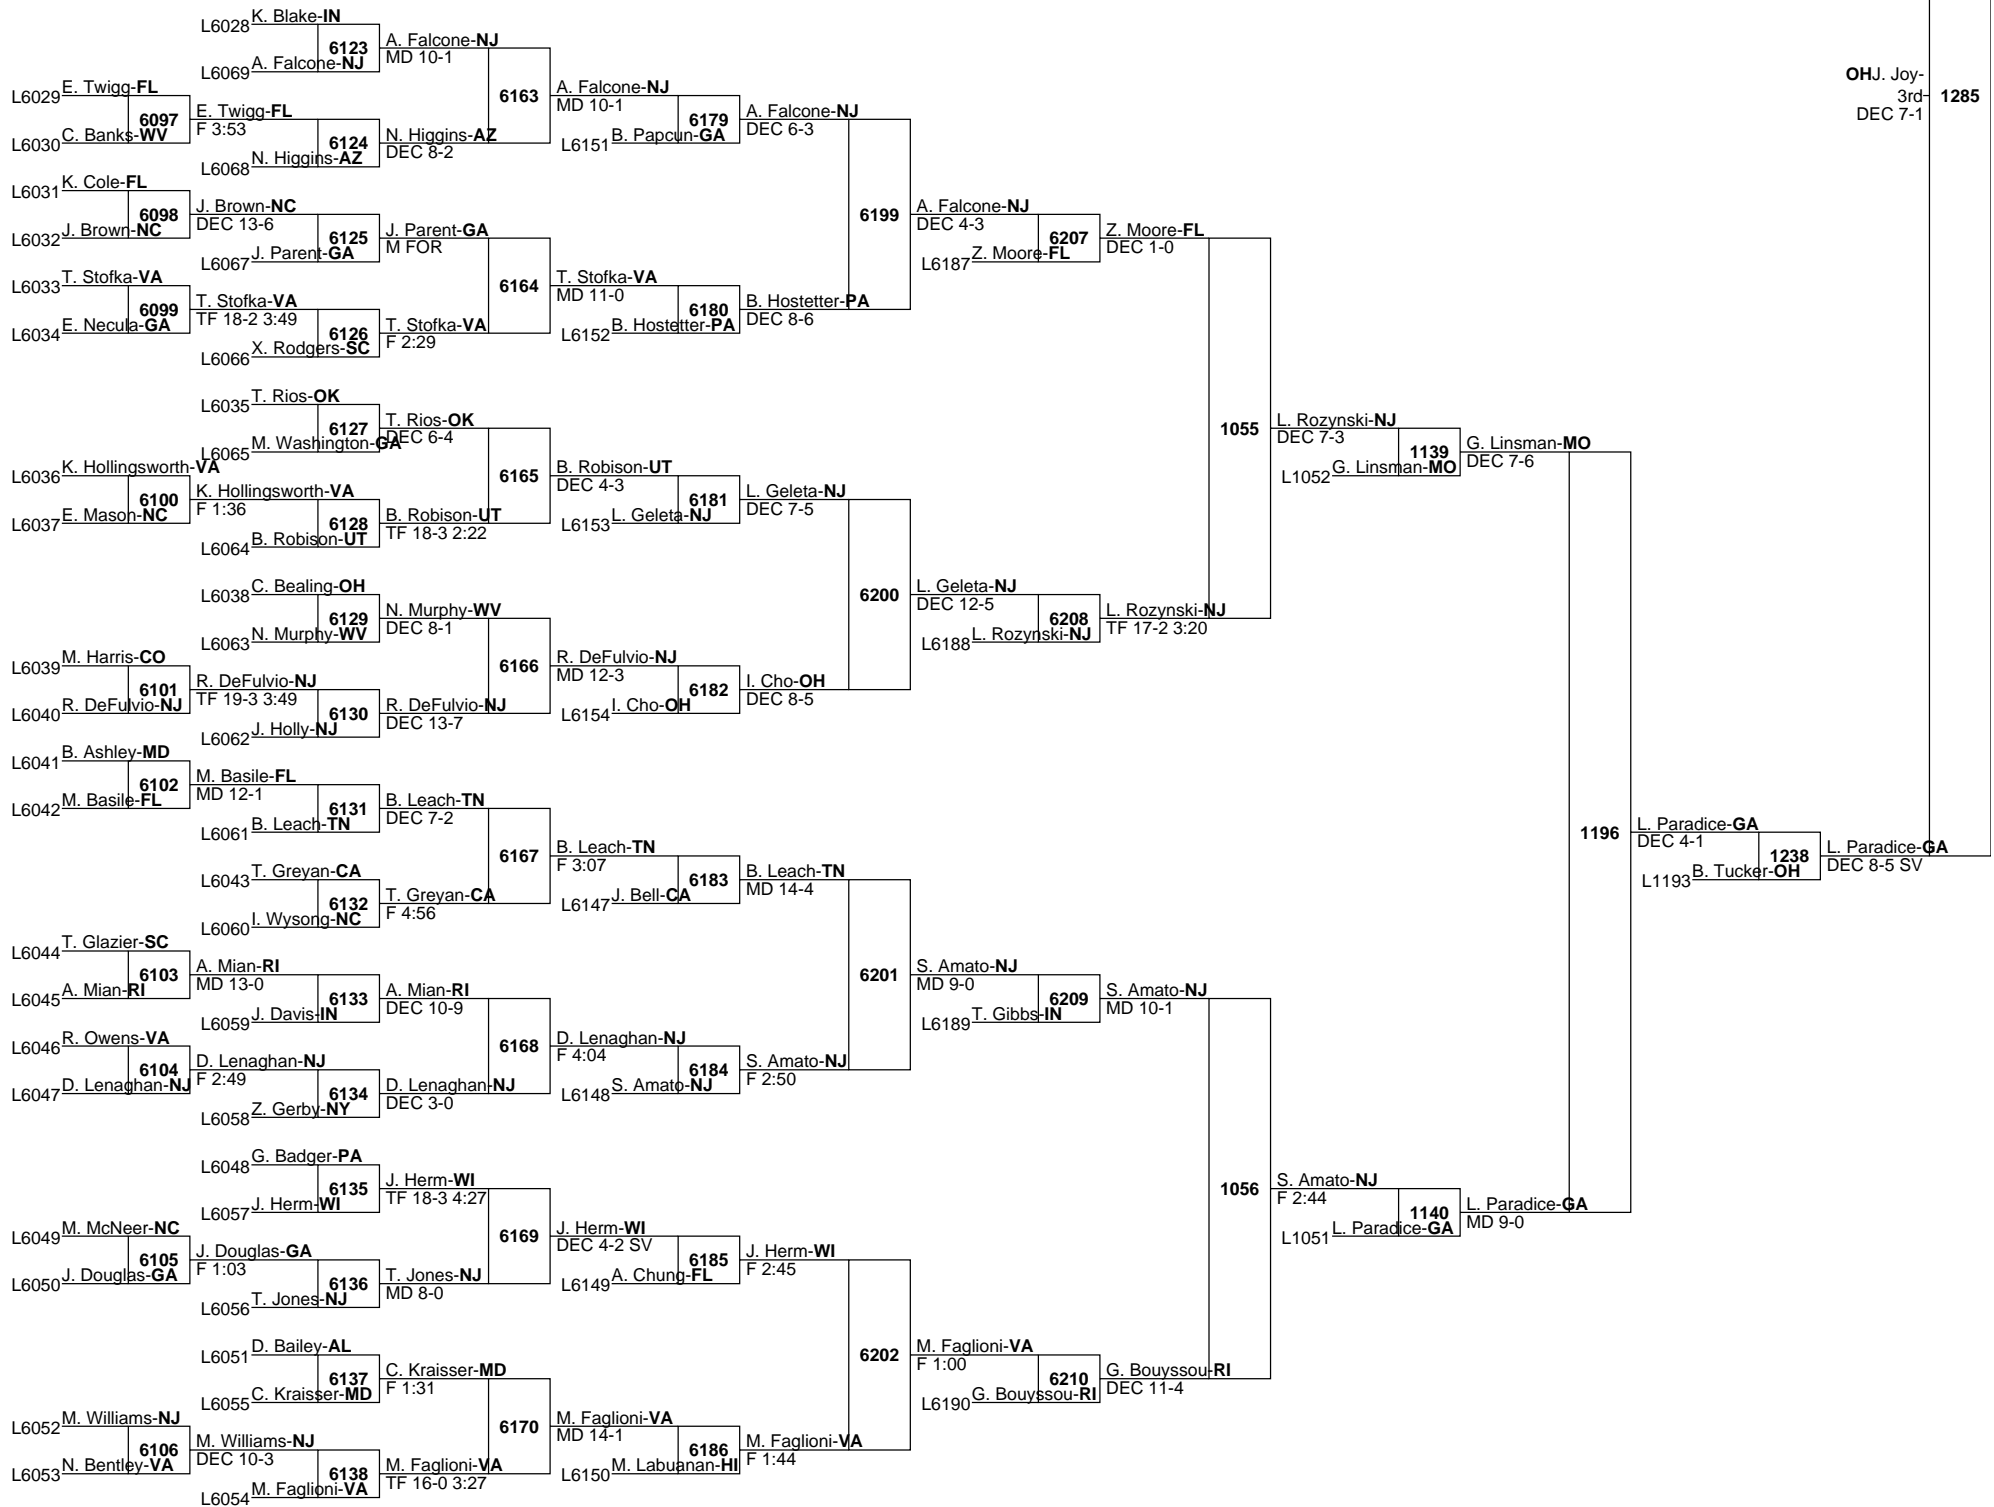 L6028 K. Blake-IN
6123
L6069 A. Falcone-NJ
A. Falcone-NJ
MD 10-1
L6029 E. Twigg-FL
6097
L6030 C. Banks-WV
E. Twigg-FL
F 3:53
6124
L6068 N. Higgins-AZ
N. Higgins-AZ
DEC 8-2
6163
A. Falcone-NJ
MD 10-1
6179
L6151 B. Papcun-GA
A. Falcone-NJ
DEC 6-3
L6031 K. Cole-FL
6098
L6032 J. Brown-NC
J. Brown-NC
DEC 13-6
6125
L6067 J. Parent-GA
J. Parent-GA
M FOR
L6033 T. Stofka-VA
6099
L6034 E. Necula-GA
T. Stofka-VA
TF 18-2 3:49
6126
L6066 X. Rodgers-SC
T. Stofka-VA
F 2:29
6164
T. Stofka-VA
MD 11-0
6180
L6152 B. Hostetter-PA
B. Hostetter-PA
DEC 8-6
6199
A. Falcone-NJ
DEC 4-3
6207
L6187 Z. Moore-FL
Z. Moore-FL
DEC 1-0
L6035 T. Rios-OK
6127
L6065 M. Washington-GA
T. Rios-OK
DEC 6-4
L6036 K. Hollingsworth-VA
6100
L6037 E. Mason-NC
K. Hollingsworth-VA
F 1:36
6128
L6064 B. Robison-UT
B. Robison-UT
TF 18-3 2:22
6165
B. Robison-UT
DEC 4-3
6181
L6153 L. Geleta-NJ
L. Geleta-NJ
DEC 7-5
L6038 C. Bealing-OH
6129
L6063 N. Murphy-WV
N. Murphy-WV
DEC 8-1
L6039 M. Harris-CO
6101
L6040 R. DeFulvio-NJ
R. DeFulvio-NJ
TF 19-3 3:49
6130
L6062 J. Holly-NJ
R. DeFulvio-NJ
DEC 13-7
6166
R. DeFulvio-NJ
MD 12-3
6182
L6154 I. Cho-OH
I. Cho-OH
DEC 8-5
6200
L. Geleta-NJ
DEC 12-5
6208
L6188 L. Rozynski-NJ
L. Rozynski-NJ
TF 17-2 3:20
1055
L. Rozynski-NJ
DEC 7-3
1139
L1052 G. Linsman-MO
G. Linsman-MO
DEC 7-6
L6041 B. Ashley-MD
6102
L6042 M. Basile-FL
M. Basile-FL
MD 12-1
6131
L6061 B. Leach-TN
B. Leach-TN
DEC 7-2
L6043 T. Greyan-CA
6132
L6060 I. Wysong-NC
T. Greyan-CA
F 4:56
6167
B. Leach-TN
F 3:07
6183
L6147 J. Bell-CA
B. Leach-TN
MD 14-4
L6044 T. Glazier-SC
6103
L6045 A. Mian-RI
A. Mian-RI
MD 13-0
6133
L6059 J. Davis-IN
A. Mian-RI
DEC 10-9
L6046 R. Owens-VA
6104
L6047 D. Lenaghan-NJ
D. Lenaghan-NJ
F 2:49
6134
L6058 Z. Gerby-NY
D. Lenaghan-NJ
DEC 3-0
6168
D. Lenaghan-NJ
F 4:04
6184
L6148 S. Amato-NJ
S. Amato-NJ
F 2:50
6201
S. Amato-NJ
MD 9-0
6209
L6189 T. Gibbs-IN
S. Amato-NJ
MD 10-1
L6048 G. Badger-PA
6135
L6057 J. Herm-WI
J. Herm-WI
TF 18-3 4:27
L6049 M. McNeer-NC
6105
L6050 J. Douglas-GA
J. Douglas-GA
F 1:03
6136
L6056 T. Jones-NJ
T. Jones-NJ
MD 8-0
6169
J. Herm-WI
DEC 4-2 SV
6185
L6149 A. Chung-FL
J. Herm-WI
F 2:45
L6051 D. Bailey-AL
6137
L6055 C. Kraisser-MD
C. Kraisser-MD
F 1:31
L6052 M. Williams-NJ
6106
L6053 N. Bentley-VA
M. Williams-NJ
DEC 10-3
6138
L6054 M. Faglioni-VA
M. Faglioni-VA
TF 16-0 3:27
6170
M. Faglioni-VA
MD 14-1
6186
L6150 M. Labuanan-HI
M. Faglioni-VA
F 1:44
6202
M. Faglioni-VA
F 1:00
6210
L6190 G. Bouyssou-RI
G. Bouyssou-RI
DEC 11-4
1056
S. Amato-NJ
F 2:44
1140
L1051 L. Paradice-GA
L. Paradice-GA
MD 9-0
1196
L. Paradice-GA
DEC 4-1
1238
L1193 B. Tucker-OH
L. Paradice-GA
DEC 8-5 SV
OHJ. Joy-
3rd
DEC 7-1
1285